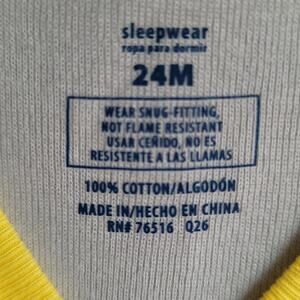 sleepwear
ropa para dormir
24M
WEAR SNUG-FITTING,
NOT FLAME RESISTANT
USAR CEÑIDO, NO ES
RESISTENTE A LAS LLAMAS
100% COTTON/ALGODÓN
MADE IN/HECHO EN CHINA
RN# 76516 Q26